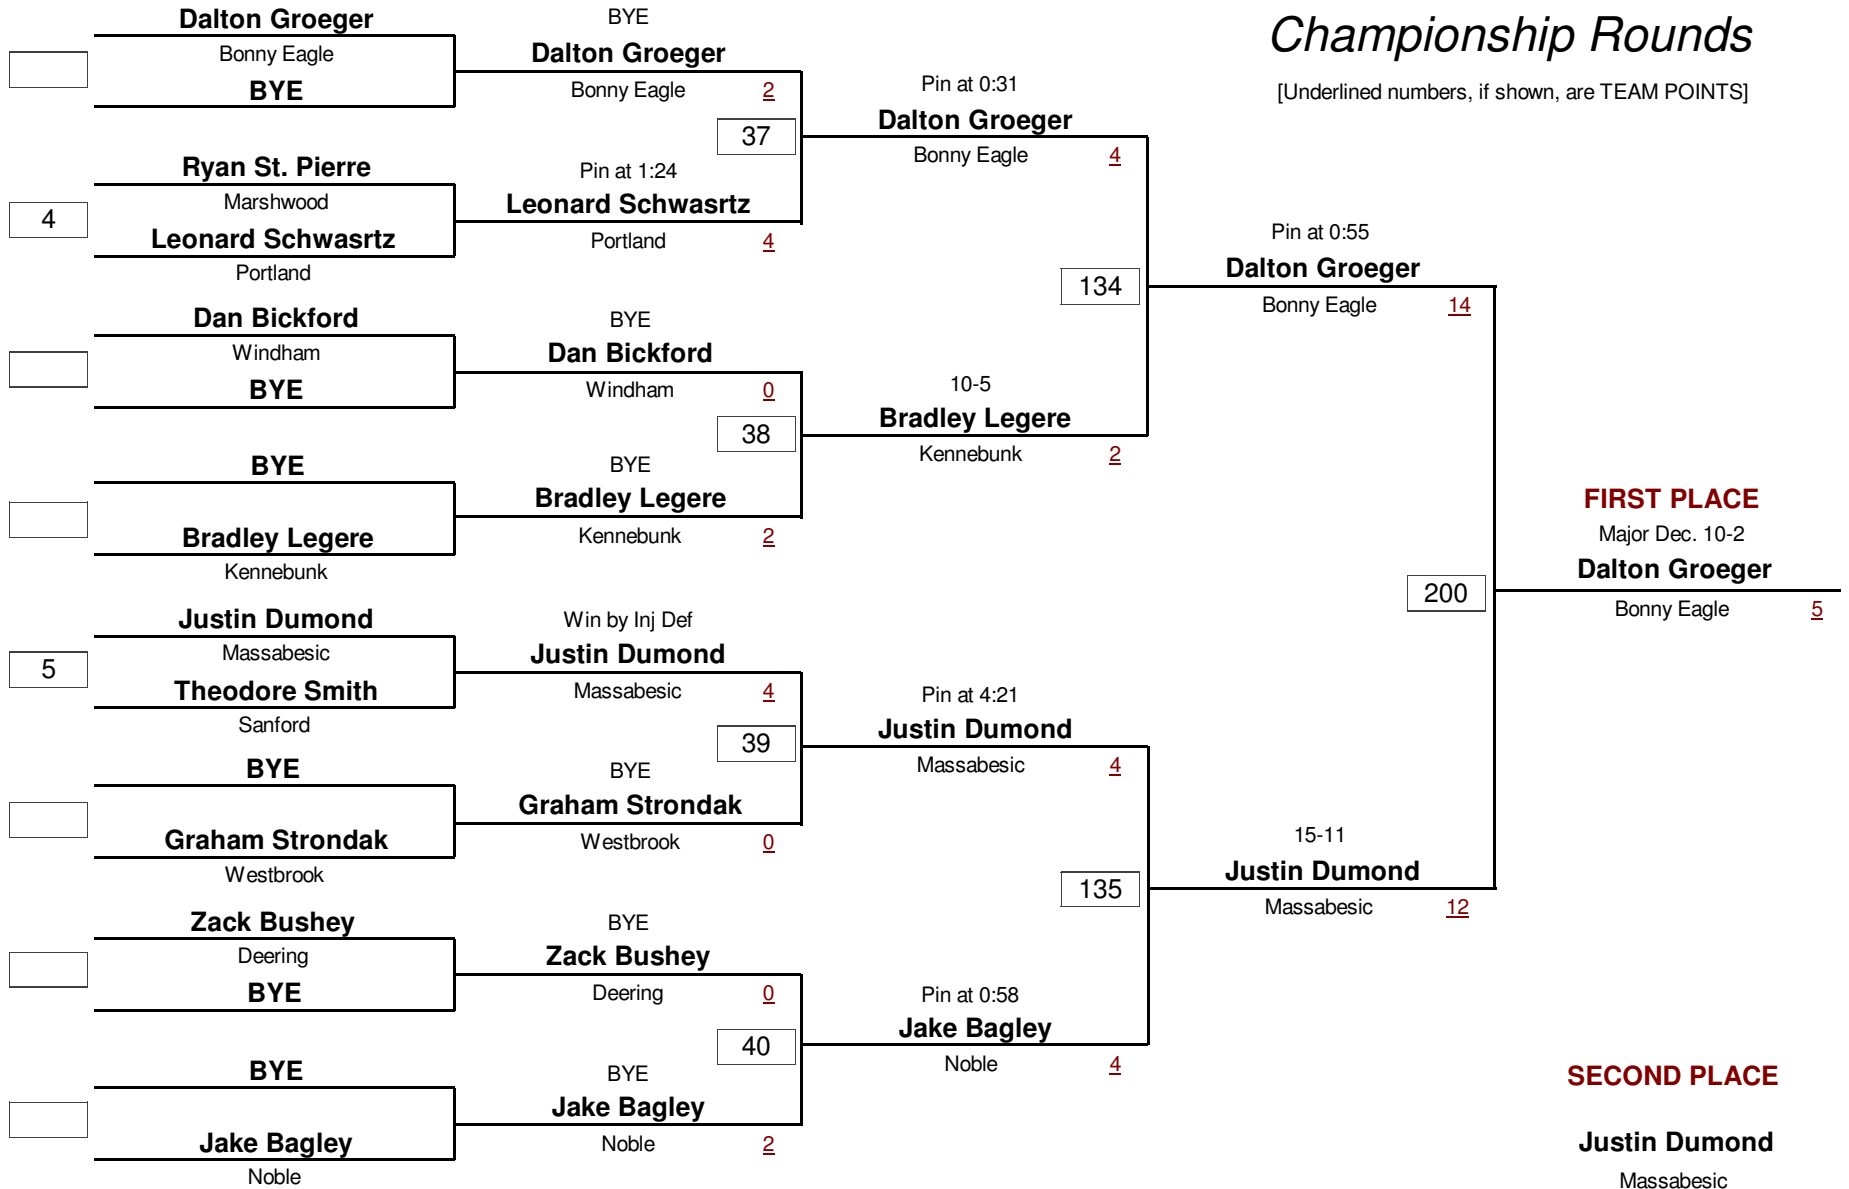 Championship Rounds
[Underlined numbers, if shown, are TEAM POINTS]
Dalton Groeger
Bonny Eagle
BYE
4
Ryan St. Pierre
Marshwood
Leonard Schwasrtz
Portland
Dan Bickford
Windham
BYE
BYE
Bradley Legere
Kennebunk
5
Justin Dumond
Massabesic
Theodore Smith
Sanford
BYE
Graham Strondak
Westbrook
Zack Bushey
Deering
BYE
BYE
Jake Bagley
Noble
BYE
Dalton Groeger
Bonny Eagle 2
37
Pin at 1:24
Leonard Schwasrtz
Portland 4
BYE
Dan Bickford
Windham 0
38
BYE
Bradley Legere
Kennebunk 2
Win by Inj Def
Justin Dumond
Massabesic 4
39
BYE
Graham Strondak
Westbrook 0
BYE
Zack Bushey
Deering 0
40
BYE
Jake Bagley
Noble 2
Pin at 0:31
Dalton Groeger
Bonny Eagle 4
134
10-5
Bradley Legere
Kennebunk 2
Pin at 4:21
Justin Dumond
Massabesic 4
135
Pin at 0:58
Jake Bagley
Noble 4
Pin at 0:55
Dalton Groeger
Bonny Eagle 14
200
15-11
Justin Dumond
Massabesic 12
FIRST PLACE
Major Dec. 10-2
Dalton Groeger
Bonny Eagle 5
SECOND PLACE
Justin Dumond
Massabesic